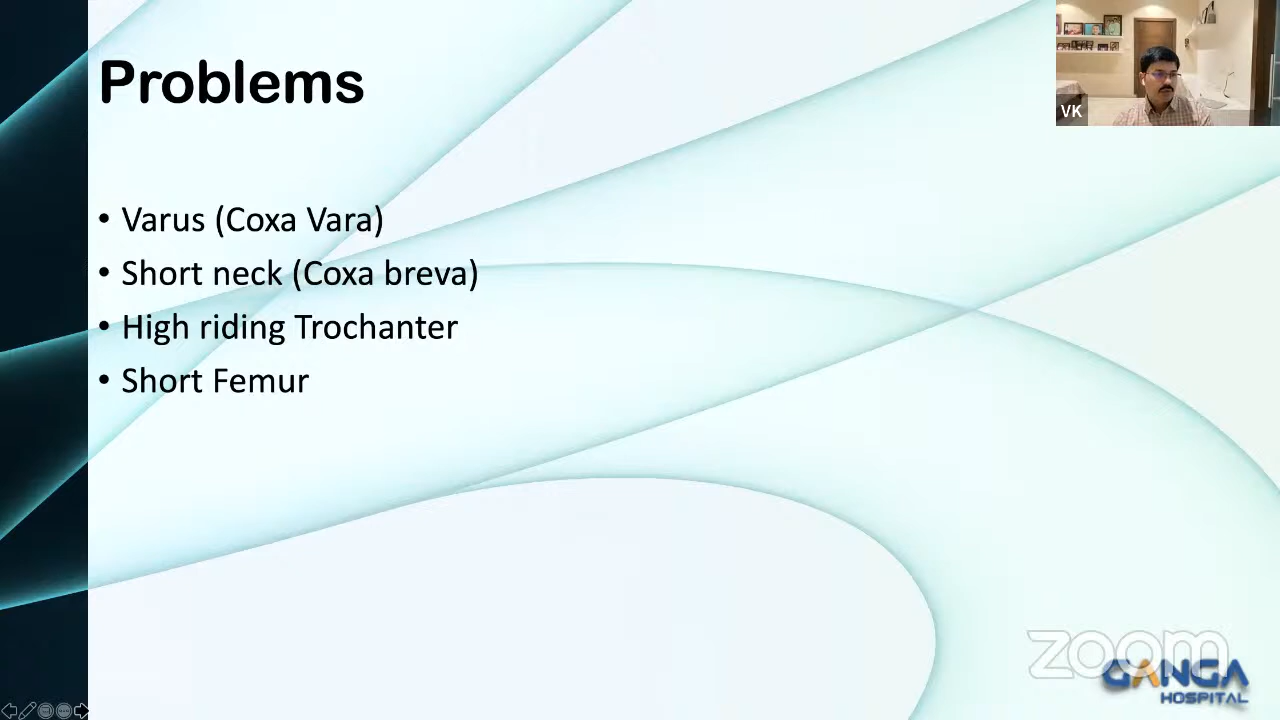 Problems
VK
• Varus (Coxa Vara)
• Short neck (Coxa breva)
• High riding Trochanter
• Short Femur
zoom
GANGA
HOSPITAL